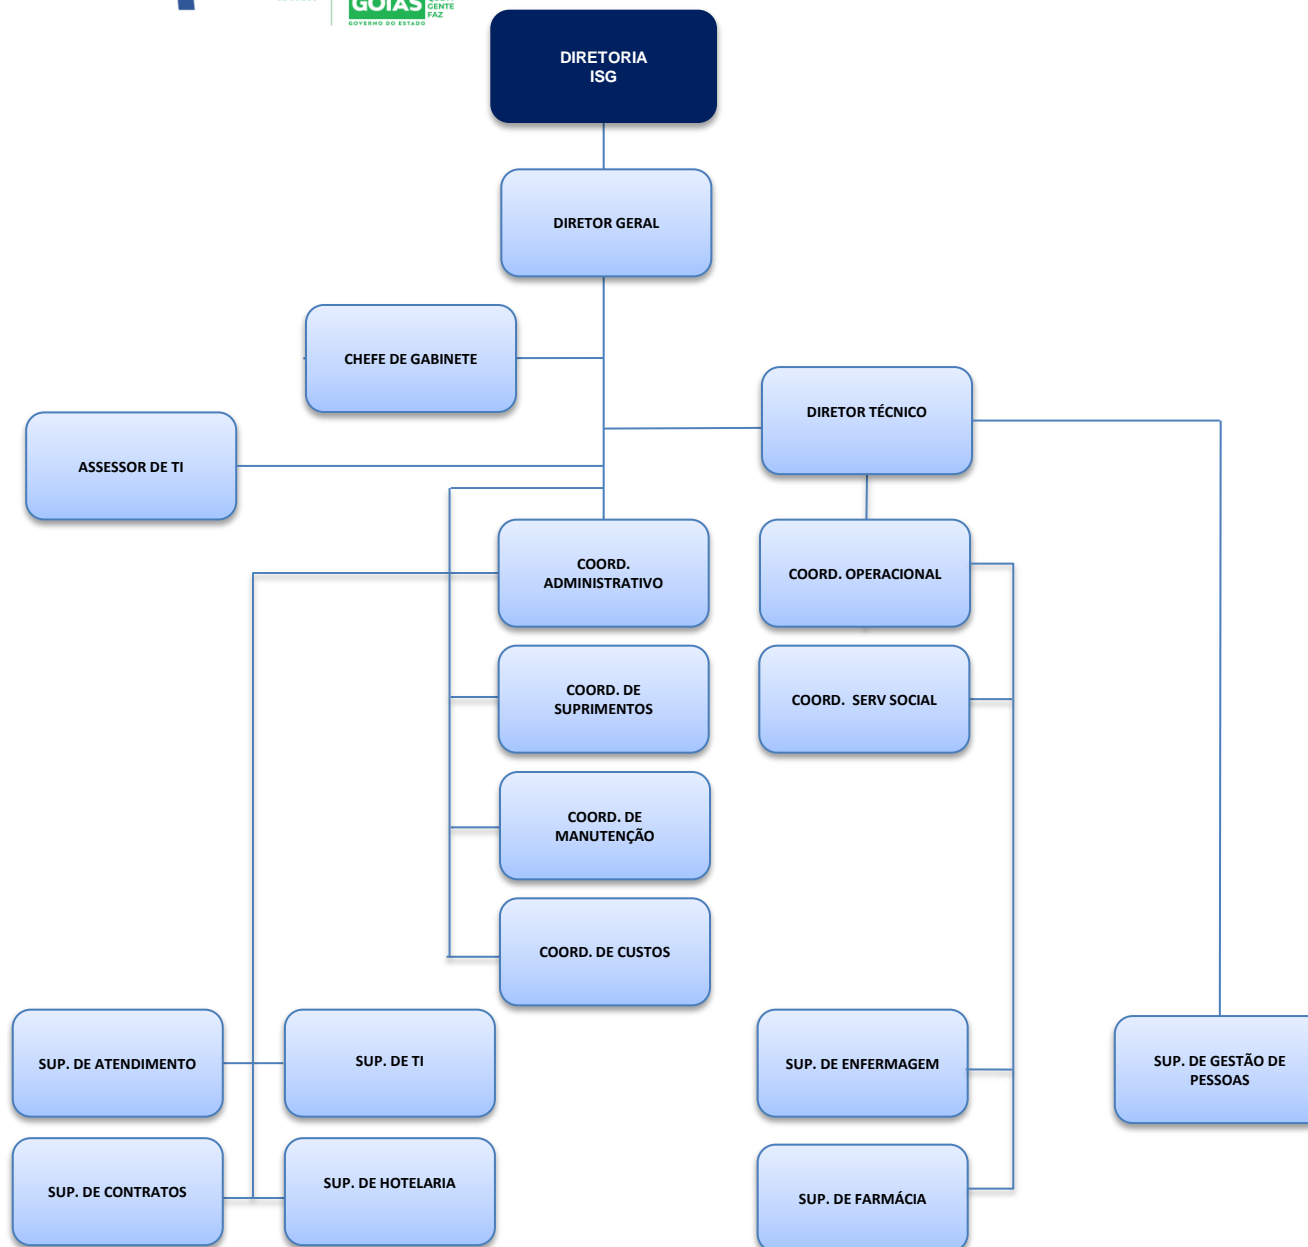 GOIÁS
GENTE
FAZ
GOVERNO DO ESTADO
DIRETORIA
ISG
DIRETOR GERAL
CHEFE DE GABINETE
DIRETOR TÉCNICO
ASSESSOR DE TI
COORD.
ADMINISTRATIVO
COORD. OPERACIONAL
COORD. DE
SUPRIMENTOS
COORD. SERV SOCIAL
COORD. DE
MANUTENÇÃO
COORD. DE CUSTOS
SUP. DE ATENDIMENTO
SUP. DE TI
SUP. DE ENFERMAGEM
SUP. DE GESTÃO DE
PESSOAS
SUP. DE CONTRATOS
SUP. DE HOTELARIA
SUP. DE FARMÁCIA